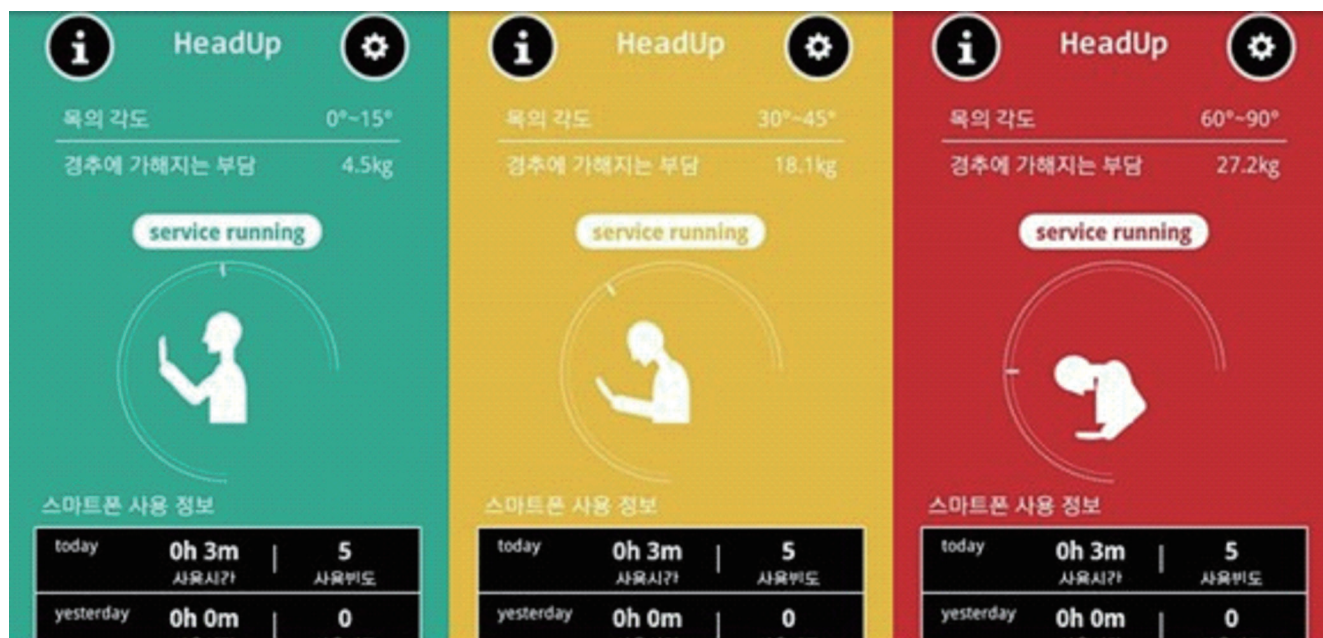 HeadUp
목의 각도 0°~15°
경추에 가해지는 부담 4.5kg
service running
스마트폰 사용 정보
today 0h 3m | 5
사용시간 사용빈도
yesterday 0h 0m 0
HeadUp
목의 각도 30°~45°
경추에 가해지는 부담 18.1kg
service running
스마트폰 사용 정보
today 0h 3m | 5
사용시간 사용빈도
yesterday 0h 0m 0
HeadUp
목의 각도 60°~90°
경추에 가해지는 부담 27.2kg
service running
스마트폰 사용 정보
today 0h 3m | 5
사용시간 사용빈도
yesterday 0h 0m 0